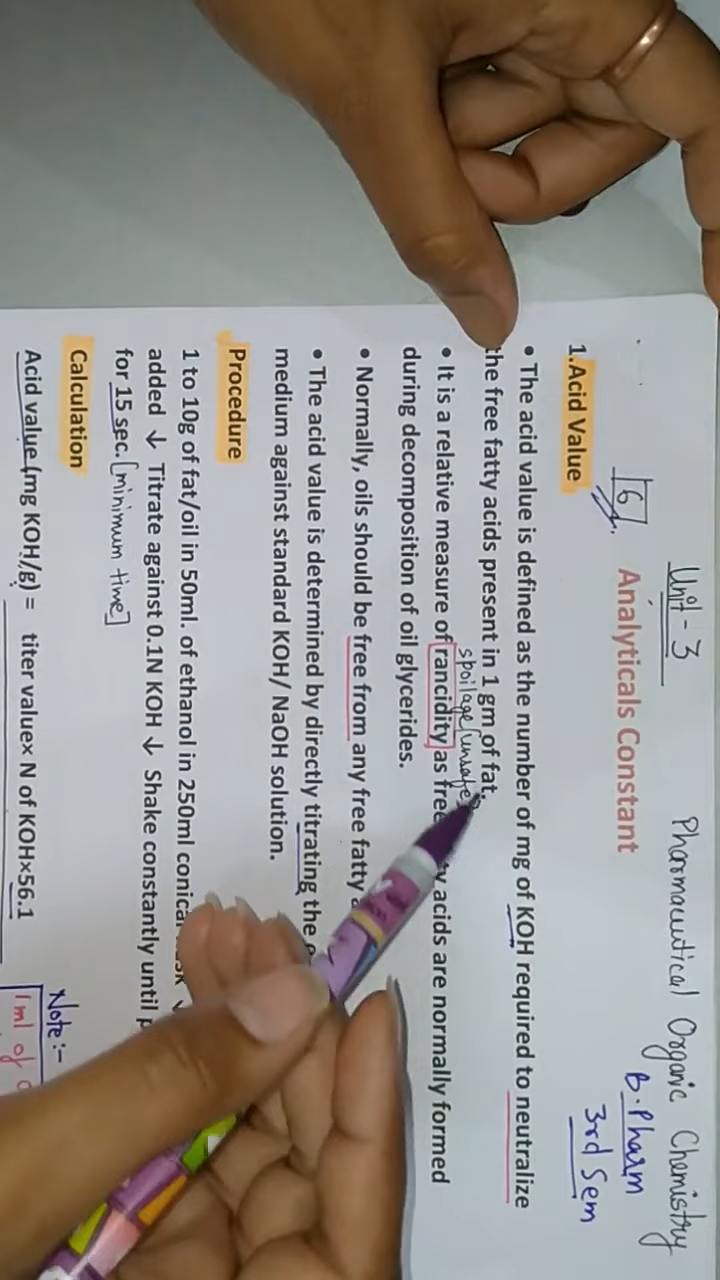 Unit - 3
Pharmaceutical Organic Chemistry
B. Pharm
3rd Sem
6
Analyticals Constant
1.Acid Value
• The acid value is defined as the number of mg of KOH required to neutralize
the free fatty acids present in 1 gm of fat.
spoilage/unsafe
• It is a relative measure of rancidity as free acids are normally formed
during decomposition of oil glycerides.
• Normally, oils should be free from any free fatty
• The acid value is determined by directly titrating the
medium against standard KOH/ NaOH solution.
Procedure
1 to 10g of fat/oil in 50ml. of ethanol in 250ml
added ↓ Titrate against 0.1N KOH ↓ Shake constantly until
for 15 sec. [minimum time]
Calculation
Note:-
Acid value (mg KOH/g) = titer value× N of KOH×56.1
1ml of